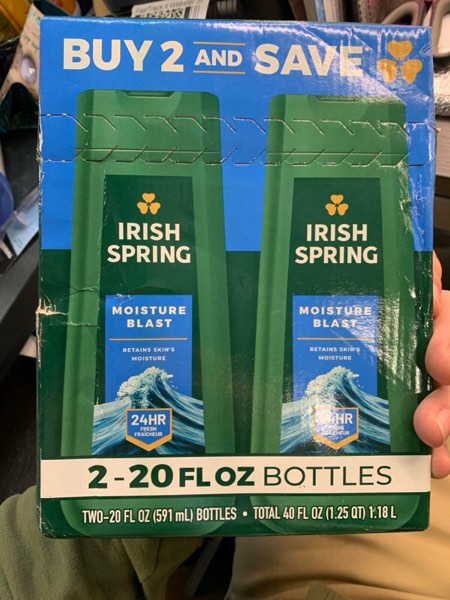 BUY 2 AND SAVE
IRISH
SPRING
MOISTURE
BLAST
RETAINS SKIN'S
MOISTURE
24HR
FRESH
FRAÎCHEUR
IRISH
SPRING
MOISTURE
BLAST
RETAINS SKIN'S
MOISTURE
2-20 FL OZ BOTTLES
TWO-20 FL OZ (591 mL) BOTTLES • TOTAL 40 FL OZ (1.25 QT) 1.18 L